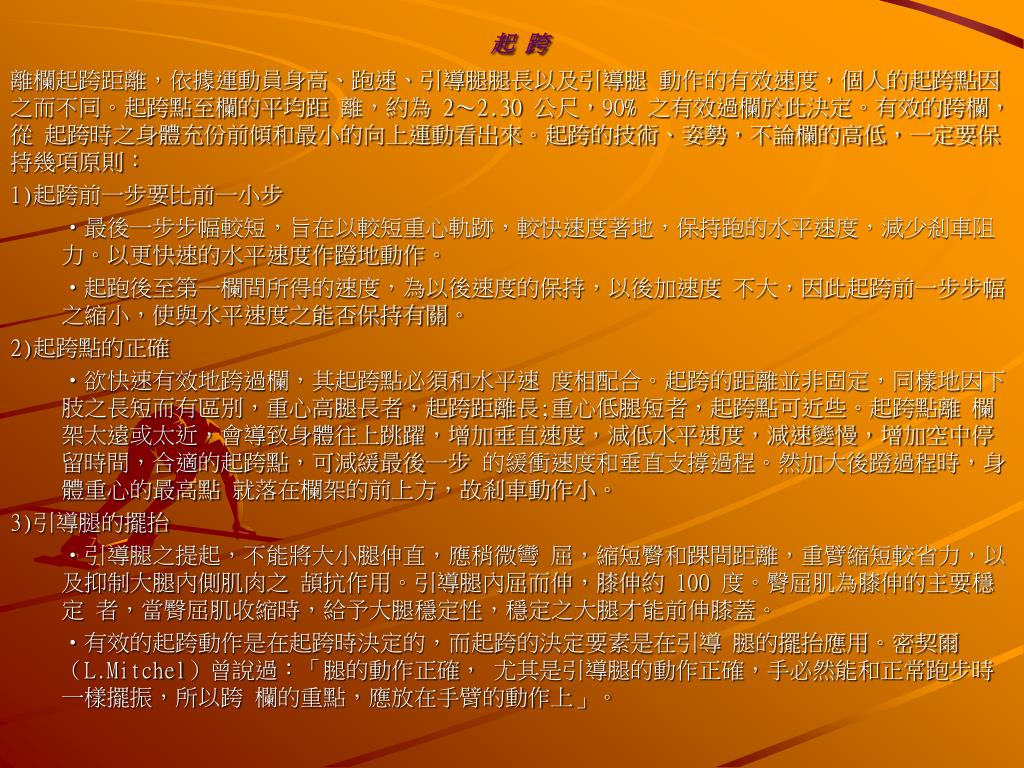 起 跨
離欄起跨距離，依據運動員身高、跑速、引導腿腿長以及引導腿 動作的有效速度，個人的起跨點因
之而不同。起跨點至欄的平均距 離，約為 2～2.30 公尺，90% 之有效過欄於此決定。有效的跨欄，
從 起跨時之身體充份前傾和最小的向上運動看出來。起跨的技術、姿勢，不論欄的高低，一定要保
持幾項原則：
1)起跨前一步要比前一小步
・最後一步步幅較短，旨在以較短重心軌跡，較快速度著地，保持跑的水平速度，減少剎車阻
力。以更快速的水平速度作蹬地動作。
・起跑後至第一欄間所得的速度，為以後速度的保持，以後加速度 不大，因此起跨前一步步幅
之縮小，使與水平速度之能否保持有關。
2)起跨點的正確
・欲快速有效地跨過欄，其起跨點必須和水平速 度相配合。起跨的距離並非固定，同樣地因下
肢之長短而有區別，重心高腿長者，起跨距離長;重心低腿短者，起跨點可近些。起跨點離 欄
架太遠或太近，會導致身體往上跳躍，增加垂直速度，減低水平速度，減速變慢，增加空中停
留時間，合適的起跨點，可減緩最後一步 的緩衝速度和垂直支撐過程。然加大後蹬過程時，身
體重心的最高點 就落在欄架的前上方，故剎車動作小。
3)引導腿的擺抬
・引導腿之提起，不能將大小腿伸直，應稍微彎 屈，縮短臀和踝間距離，重臂縮短較省力，以
及抑制大腿內側肌肉之 頡抗作用。引導腿內屈而伸，膝伸約 100 度。臀屈肌為膝伸的主要穩
定 者，當臀屈肌收縮時，給予大腿穩定性，穩定之大腿才能前伸膝蓋。
・有效的起跨動作是在起跨時決定的，而起跨的決定要素是在引導 腿的擺抬應用。密契爾
（L.Mitchel）曾說過：「腿的動作正確， 尤其是引導腿的動作正確，手必然能和正常跑步時
一樣擺振，所以跨 欄的重點，應放在手臂的動作上」。